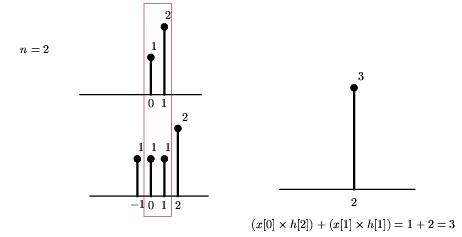 2
1
n = 2
0 1
3
2
1 1 1
−1 0 1 2
2
(x[0] × h[2]) + (x[1] × h[1]) = 1 + 2 = 3